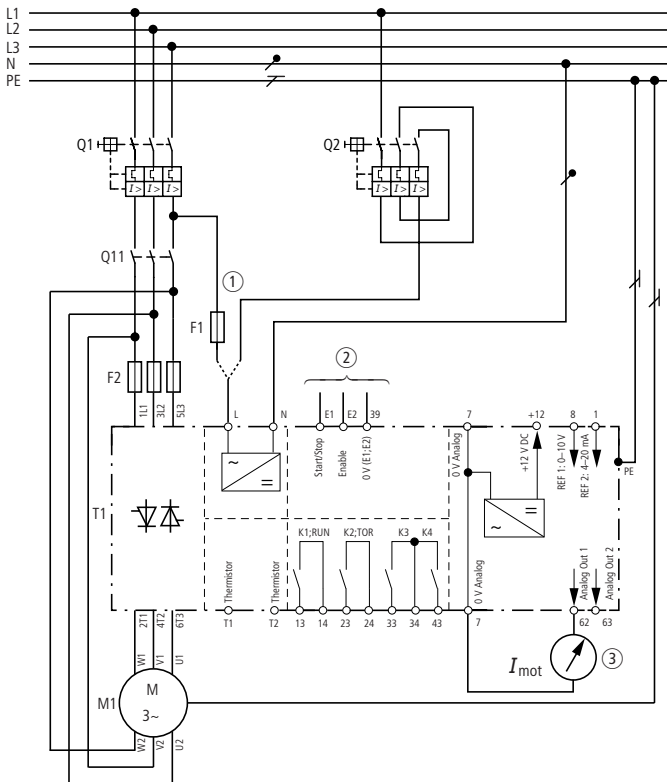 L1
L2
L3
N
PE
Q1
Q2
I> I> I>
I> I> I>
Q11
①
F1
②
F2
1L1 3L2 5L3
L N
E1 E2 39
7 +12 8 1
Start/Stop
Enable
0 V (E1;E2)
0 V Analog
+12 V DC
REF 1: 0–10 V
REF 2: 4–20 mA
PE
~ =
~ =
T1
K1;RUN K2;TOR K3 K4
Thermistor
Thermistor
0 V Analog
Analog Out 1
Analog Out 2
T1 T2 13 14 23 24 33 34 43 7 62 63
2T1 4T2 6T3
W1 V1 U1
Imot
③
M1
M
3~
W2 V2 U2